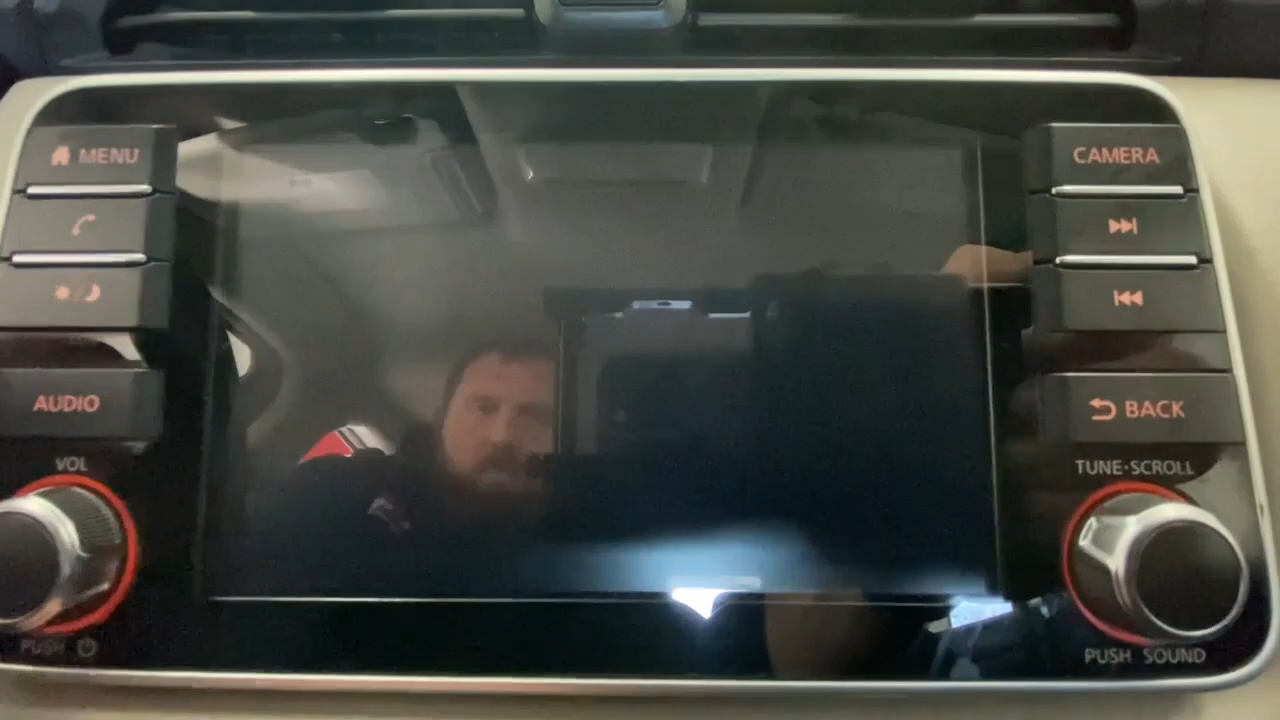 MENU
CAMERA
AUDIO
BACK
VOL
TUNE·SCROLL
PUSH
PUSH SOUND